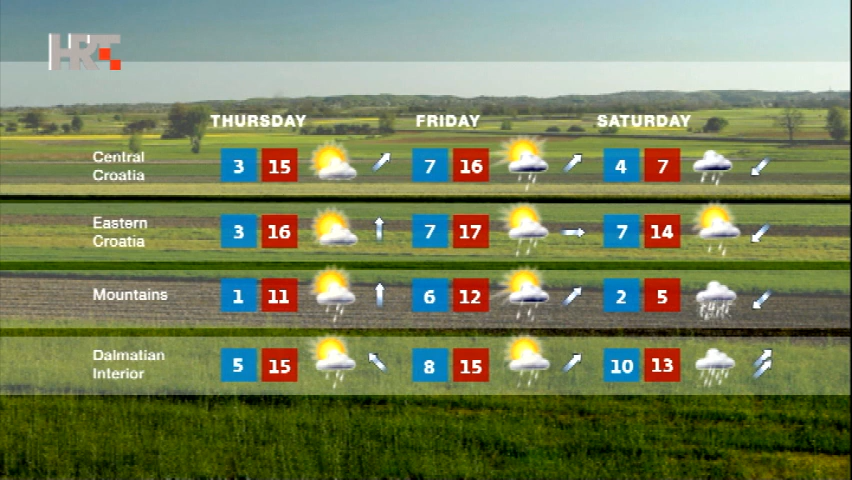 HRT
THURSDAY FRIDAY SATURDAY
Central
Croatia
3 15 7 16 4 7
Eastern
Croatia
3 16 7 17 7 14
Mountains
1 11 6 12 2 5
Dalmatian
Interior
5 15 8 15 10 13